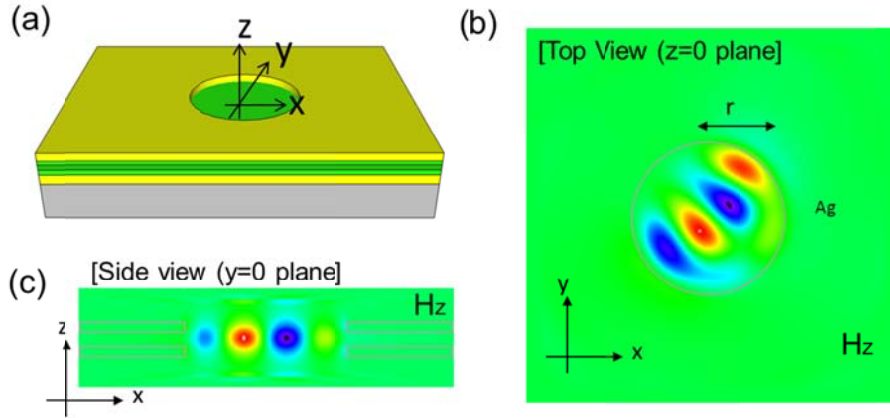 (a)
z
y
x
(b)
[Top View (z=0 plane]
r
Ag
y
x
Hz
(c)
[Side view (y=0 plane]
Hz
z
x